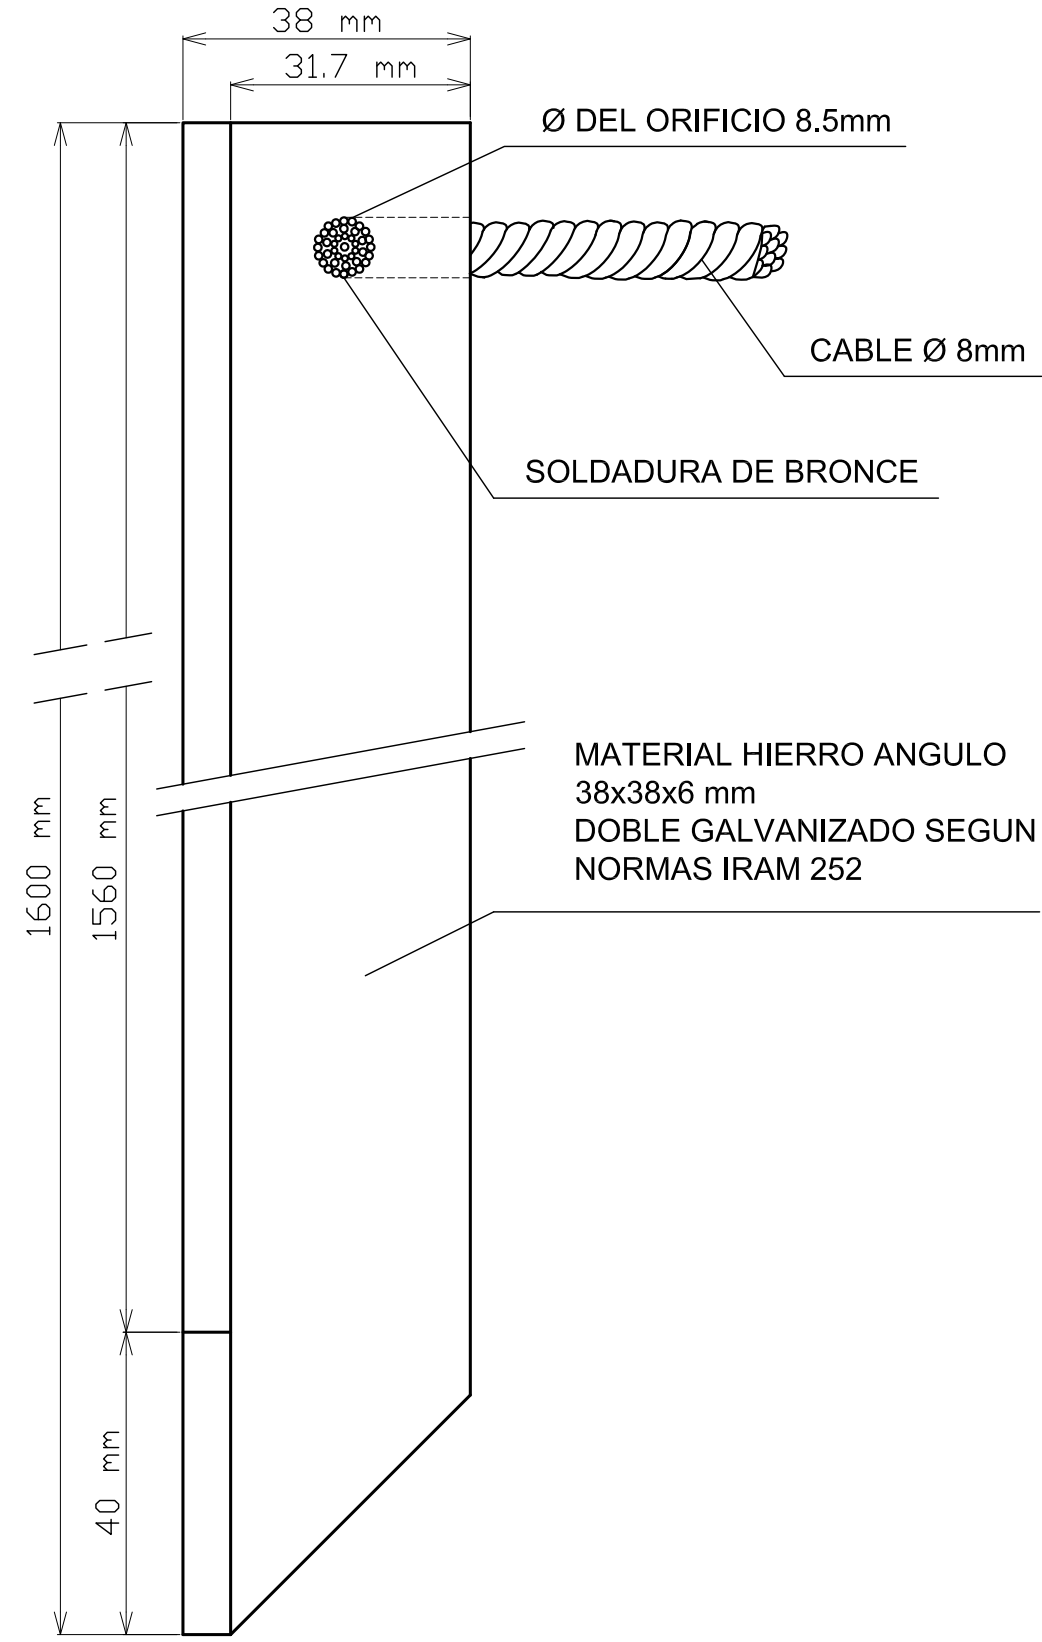 38 mm
31.7 mm
Ø DEL ORIFICIO 8.5mm
CABLE Ø 8mm
SOLDADURA DE BRONCE
MATERIAL HIERRO ANGULO
38x38x6 mm
DOBLE GALVANIZADO SEGUN
NORMAS IRAM 252
1600 mm
1560 mm
40 mm